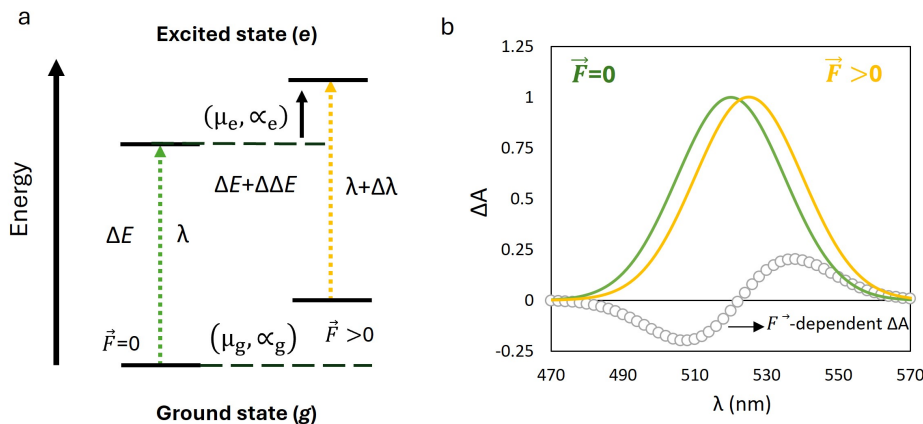 a
Excited state (e)
Energy
(μe, ∝e)
ΔE+ΔΔE
ΔE
λ
λ+Δλ
F⃗=0
(μg, ∝g)
F⃗ >0
Ground state (g)
b
F⃗=0
F⃗ >0
ΔA
1.25
1
0.75
0.5
0.25
0
-0.25
F⃗-dependent ΔA
470
490
510
530
550
570
λ (nm)